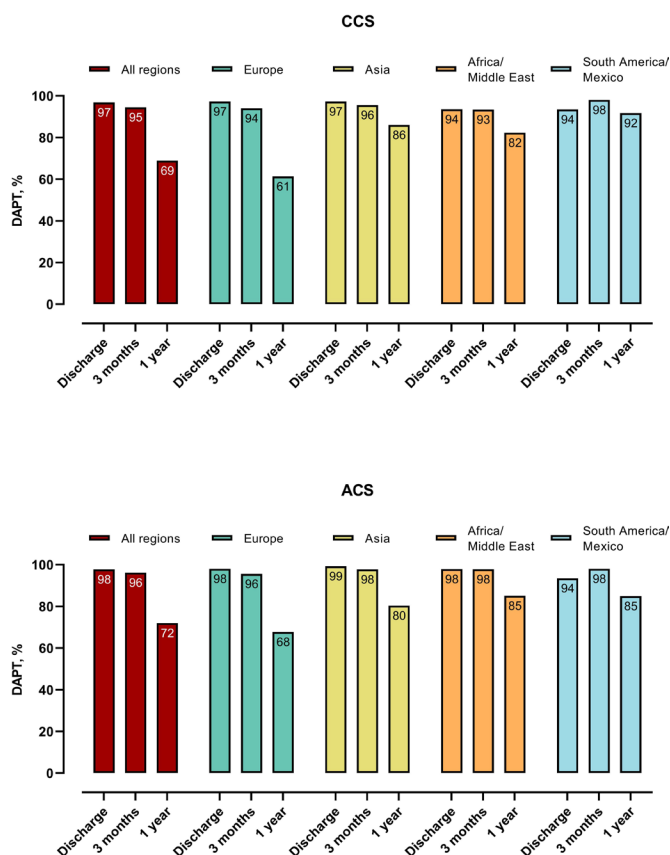 CCS
All regions
Europe
Asia
Africa/
Middle East
South America/
Mexico
DAPT, %
100
80
60
40
20
0
97
95
69
97
94
61
97
96
86
94
93
82
94
98
92
Discharge
3 months
1 year
Discharge
3 months
1 year
Discharge
3 months
1 year
Discharge
3 months
1 year
Discharge
3 months
1 year
ACS
All regions
Europe
Asia
Africa/
Middle East
South America/
Mexico
DAPT, %
100
80
60
40
20
0
98
96
72
98
96
68
99
98
80
98
98
85
94
98
85
Discharge
3 months
1 year
Discharge
3 months
1 year
Discharge
3 months
1 year
Discharge
3 months
1 year
Discharge
3 months
1 year